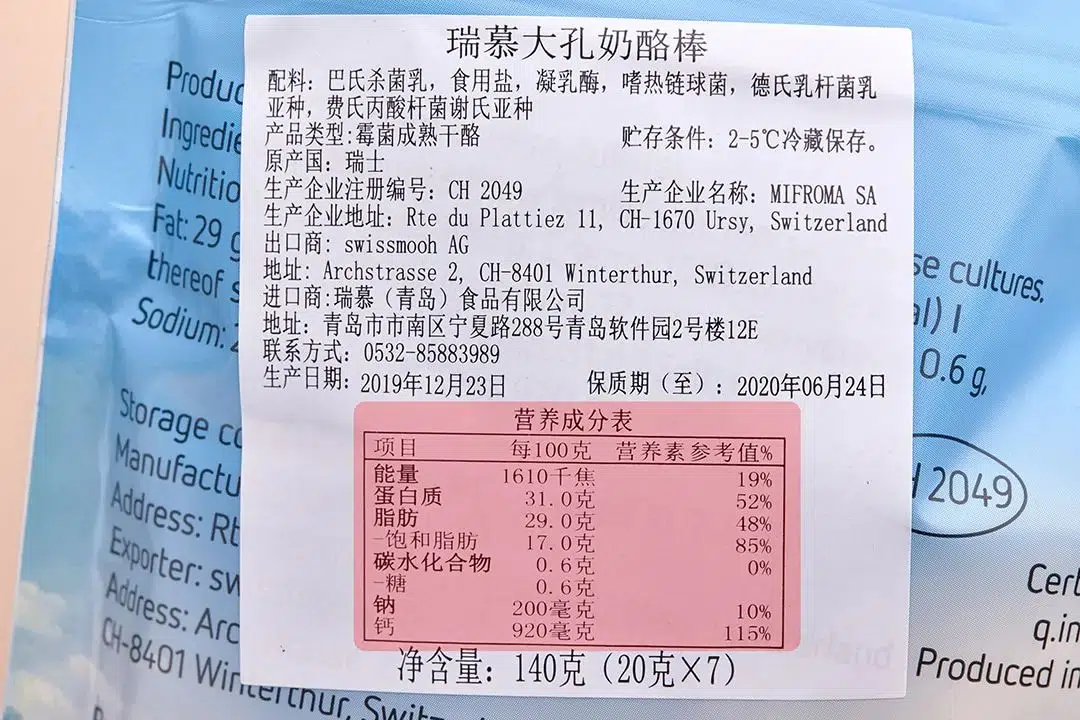 瑞慕大孔奶酪棒
配料：巴氏杀菌乳，食用盐，凝乳酶，嗜热链球菌，德氏乳杆菌乳
亚种，费氏丙酸杆菌谢氏亚种
产品类型:霉菌成熟干酪 贮存条件：2-5℃冷藏保存。
原产国：瑞士
生产企业注册编号：CH 2049 生产企业名称：MIFROMA SA
生产企业地址：Rte du Plattiez 11, CH-1670 Ursy, Switzerland
出口商：swissmooh AG
地址：Archstrasse 2, CH-8401 Winterthur, Switzerland
进口商:瑞慕（青岛）食品有限公司
地址：青岛市市南区宁夏路288号青岛软件园2号楼12E
联系方式：0532-85883989
生产日期：2019年12月23日 保质期（至）：2020年06月24日
营养成分表
项目 每100克 营养素参考值%
能量 1610千焦 19%
蛋白质 31.0克 52%
脂肪 29.0克 48%
-饱和脂肪 17.0克 85%
碳水化合物 0.6克 0%
-糖 0.6克
钠 200毫克 10%
钙 920毫克 115%
净含量：140克（20克×7）
Fat: 29 g
thereof
Sodium:
Storage
Address:
Exporter:
Address:
CH-8401 Winterthur,
se cultures.
al) I
0.6 g,
2049
Produced in